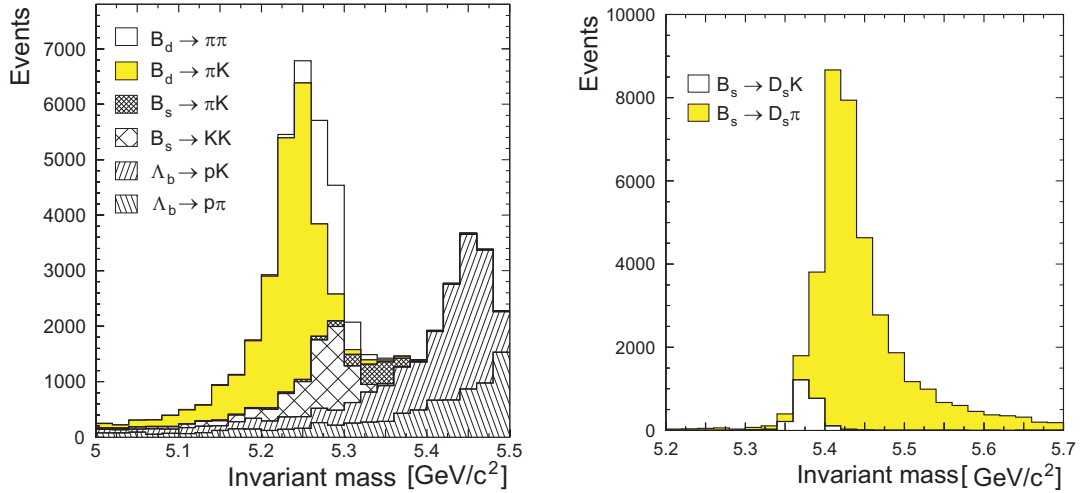 Events
7000
6000
5000
4000
3000
2000
1000
0
B_d → ππ
B_d → πK
B_s → πK
B_s → KK
Λ_b → pK
Λ_b → pπ
5 5.1 5.2 5.3 5.4 5.5
Invariant mass [GeV/c²]
Events
10000
8000
6000
4000
2000
0
B_s → D_sK
B_s → D_sπ
5.2 5.3 5.4 5.5 5.6 5.7
Invariant mass[ GeV/c²]